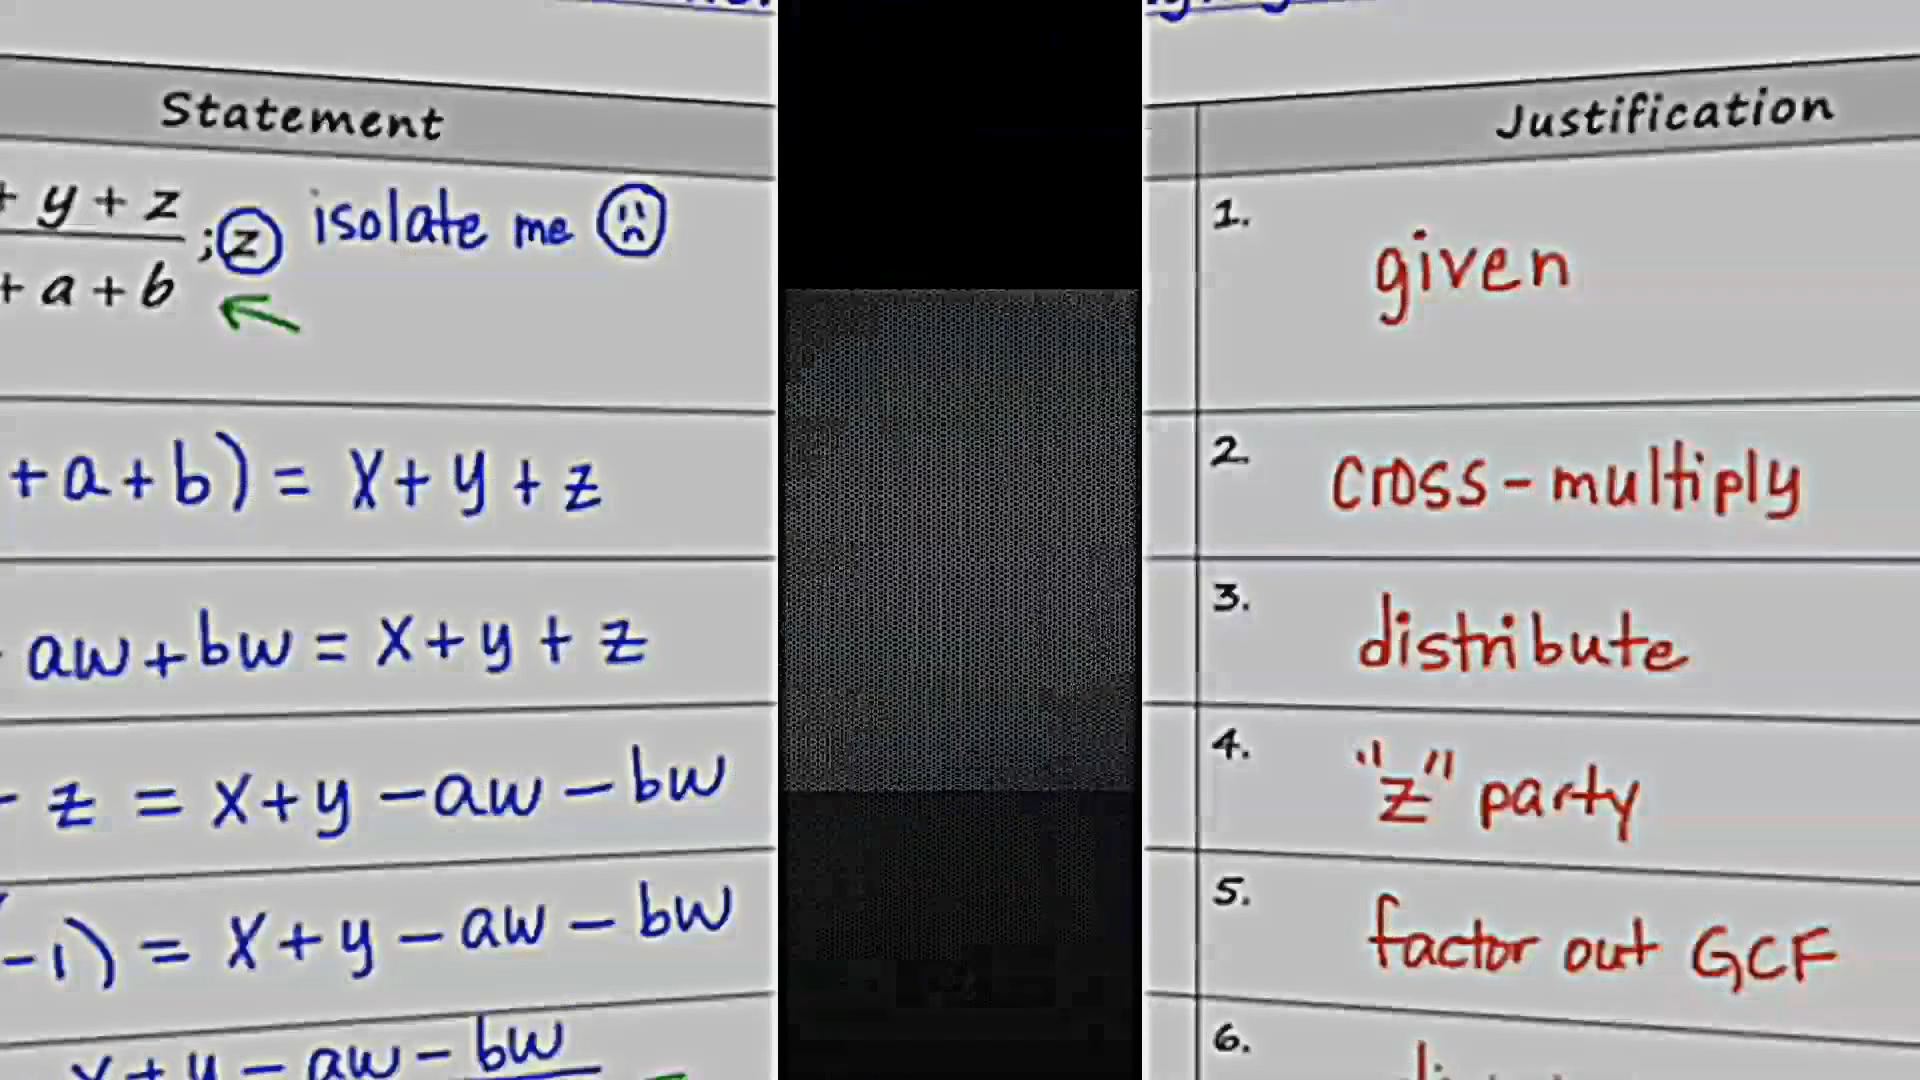 Statement
+ y + z
; z isolate me
+ a + b
+ a + b) = x + y + z
aw + bw = x + y + z
- z = x + y - aw - bw
-1) = x + y - aw - bw
x + y - aw - bw
Justification
1.
given
2.
cross-multiply
3.
distribute
4.
"z" party
5.
factor out GCF
6.